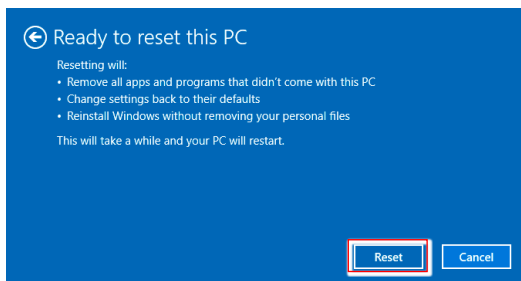 Ready to reset this PC
Resetting will:
• Remove all apps and programs that didn't come with this PC
• Change settings back to their defaults
• Reinstall Windows without removing your personal files
This will take a while and your PC will restart.
Reset
Cancel